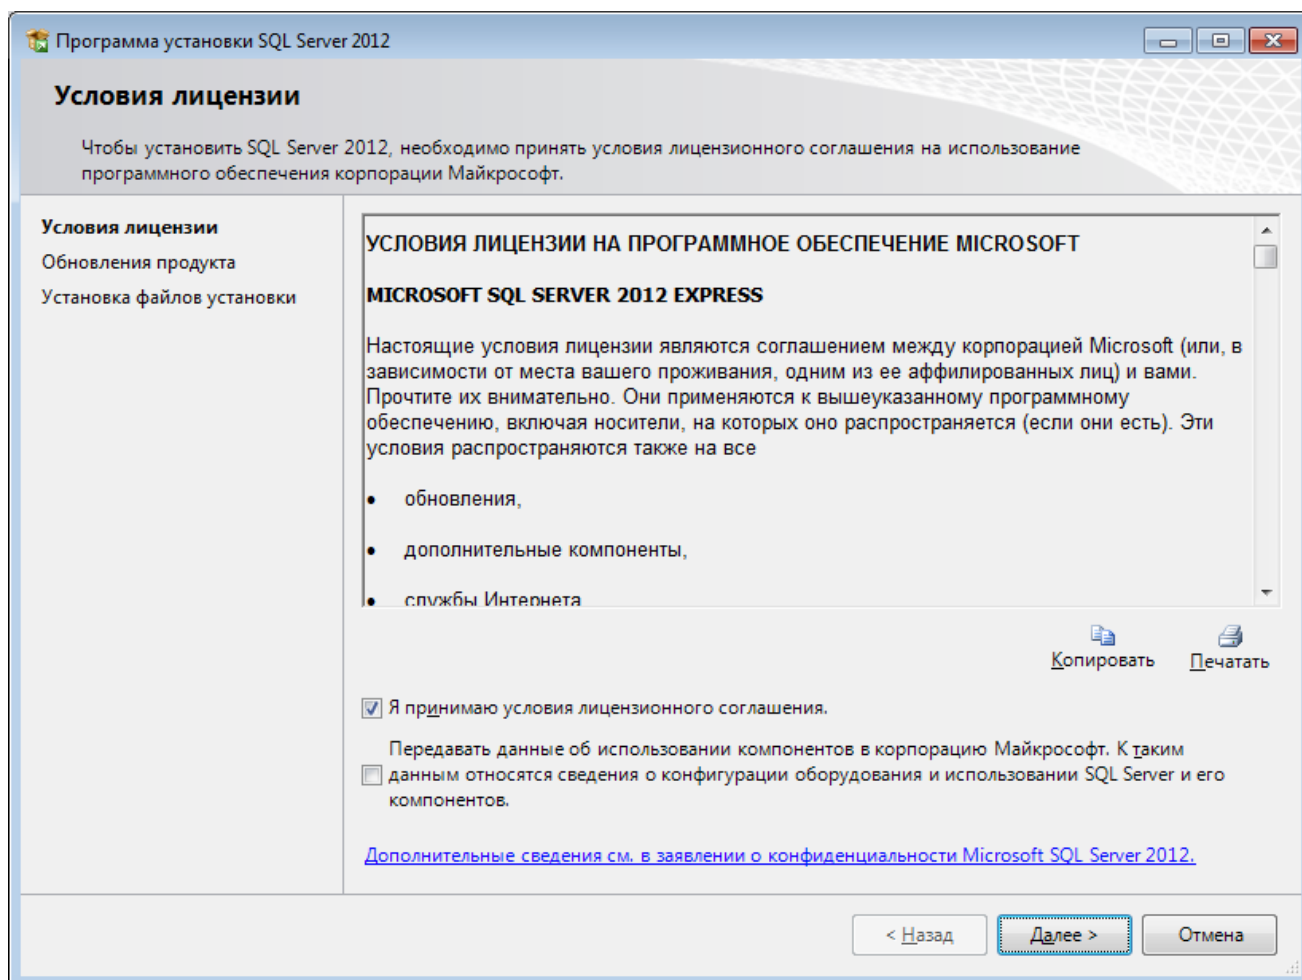 Программа установки SQL Server 2012
Условия лицензии
Чтобы установить SQL Server 2012, необходимо принять условия лицензионного соглашения на использование
программного обеспечения корпорации Майкрософт.
Условия лицензии
Обновления продукта
Установка файлов установки
УСЛОВИЯ ЛИЦЕНЗИИ НА ПРОГРАММНОЕ ОБЕСПЕЧЕНИЕ MICROSOFT
MICROSOFT SQL SERVER 2012 EXPRESS
Настоящие условия лицензии являются соглашением между корпорацией Microsoft (или, в
зависимости от места вашего проживания, одним из ее аффилированных лиц) и вами.
Прочтите их внимательно. Они применяются к вышеуказанному программному
обеспечению, включая носители, на которых оно распространяется (если они есть). Эти
условия распространяются также на все
• обновления,
• дополнительные компоненты,
• службы Интернета
Копировать
Печатать
Я принимаю условия лицензионного соглашения.
Передавать данные об использовании компонентов в корпорацию Майкрософт. К таким
данным относятся сведения о конфигурации оборудования и использовании SQL Server и его
компонентов.
Дополнительные сведения см. в заявлении о конфиденциальности Microsoft SQL Server 2012.
< Назад
Далее >
Отмена